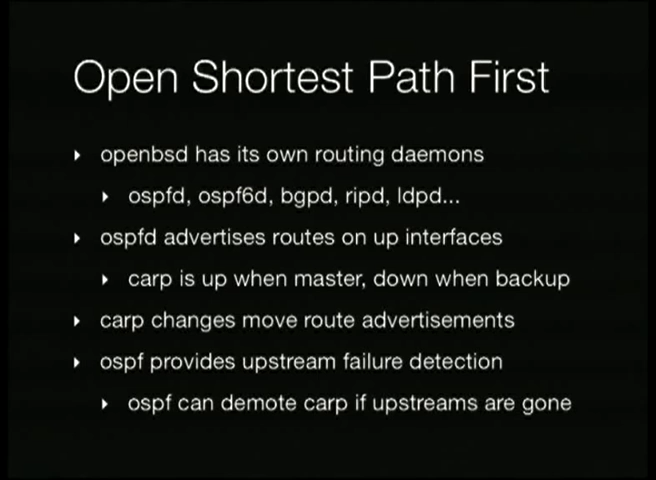 Open Shortest Path First
openbsd has its own routing daemons
ospfd, ospf6d, bgpd, ripd, ldpd...
ospfd advertises routes on up interfaces
carp is up when master, down when backup
carp changes move route advertisements
ospf provides upstream failure detection
ospf can demote carp if upstreams are gone